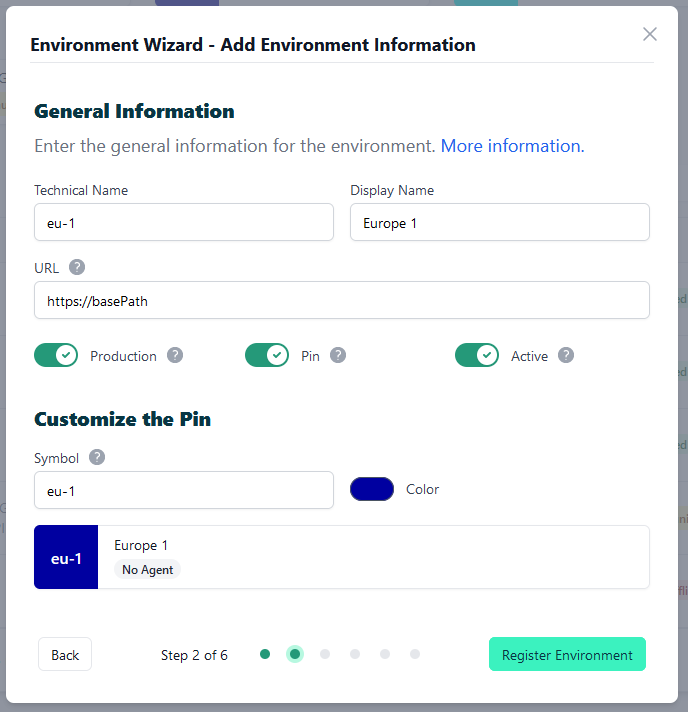 Environment Wizard - Add Environment Information
General Information
Enter the general information for the environment. More information.
Technical Name
Display Name
eu-1
Europe 1
URL ?
https://basePath
Production ? Pin ? Active ?
Customize the Pin
Symbol ?
eu-1
Color
eu-1
Europe 1
No Agent
Back
Step 2 of 6
Register Environment